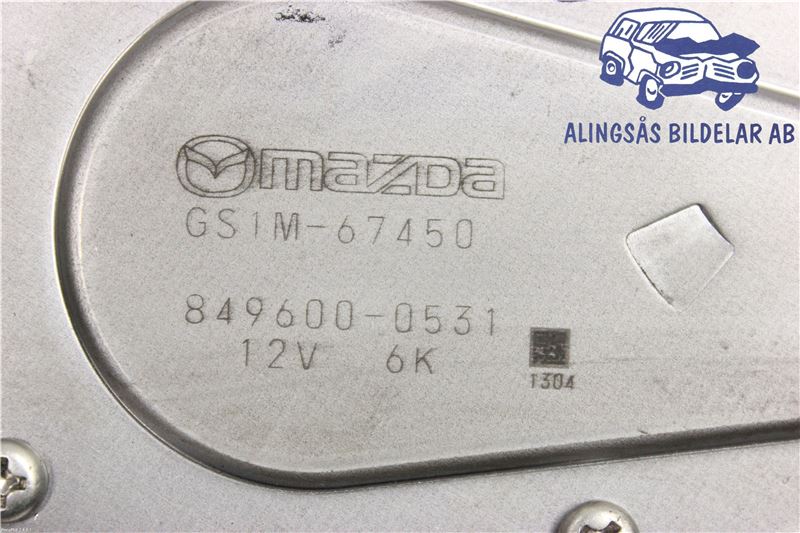 ALINGSÅS BILDELAR AB
mazda
GS1M-67450
849600-0531
12V 6K
1304